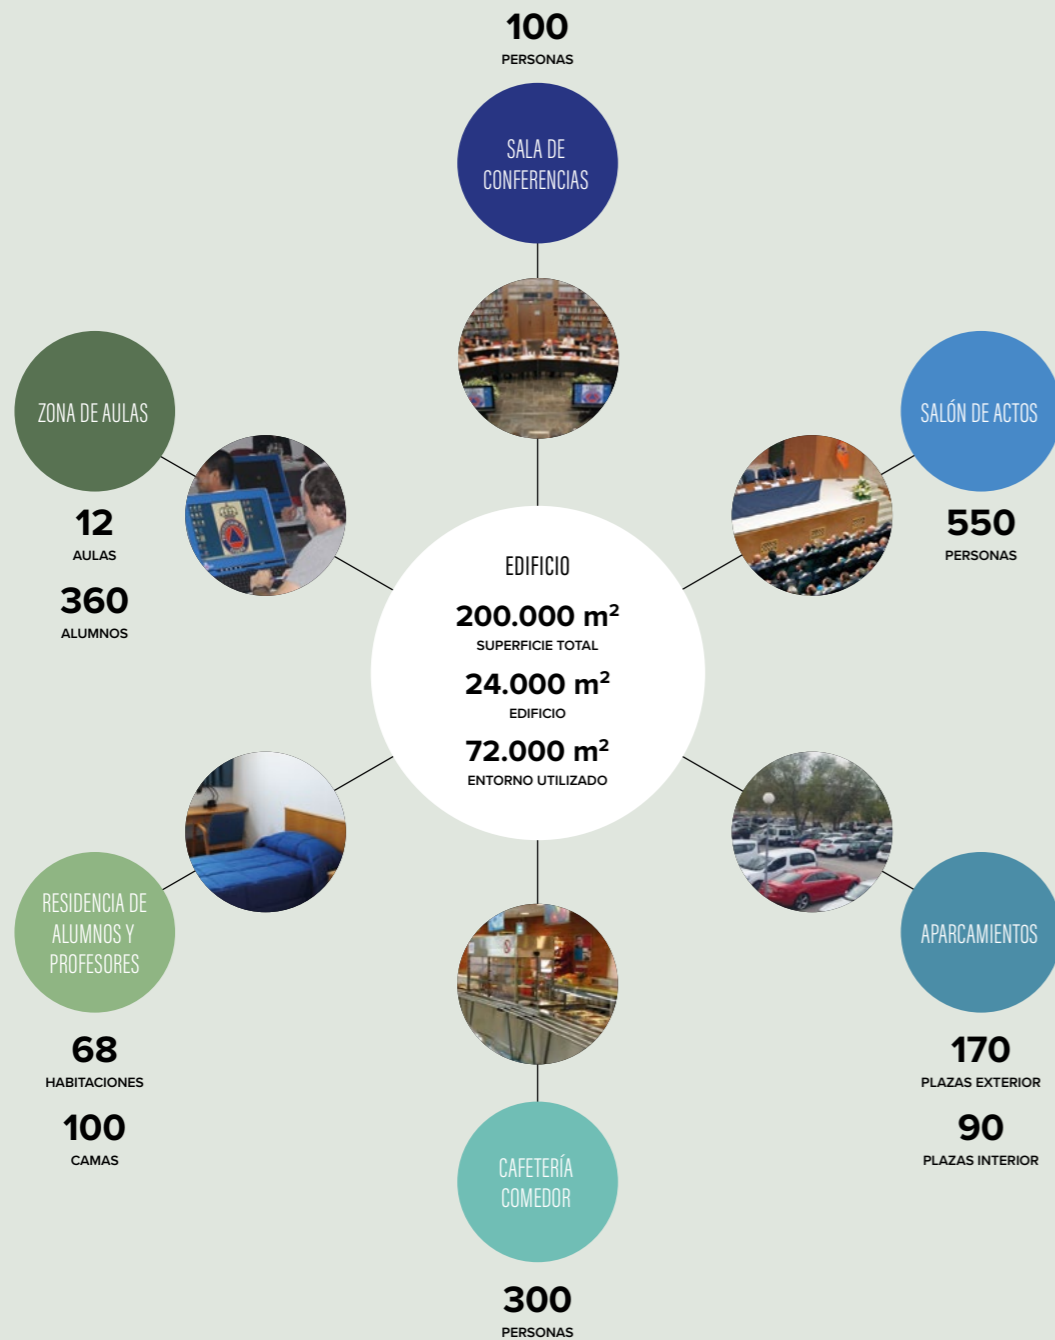 100
PERSONAS
SALA DE
CONFERENCIAS
ZONA DE AULAS
12
AULAS
360
ALUMNOS
SALÓN DE ACTOS
550
PERSONAS
EDIFICIO
200.000 m²
SUPERFICIE TOTAL
24.000 m²
EDIFICIO
72.000 m²
ENTORNO UTILIZADO
RESIDENCIA DE
ALUMNOS Y
PROFESORES
68
HABITACIONES
100
CAMAS
APARCAMIENTOS
170
PLAZAS EXTERIOR
90
PLAZAS INTERIOR
CAFETERÍA
COMEDOR
300
PERSONAS